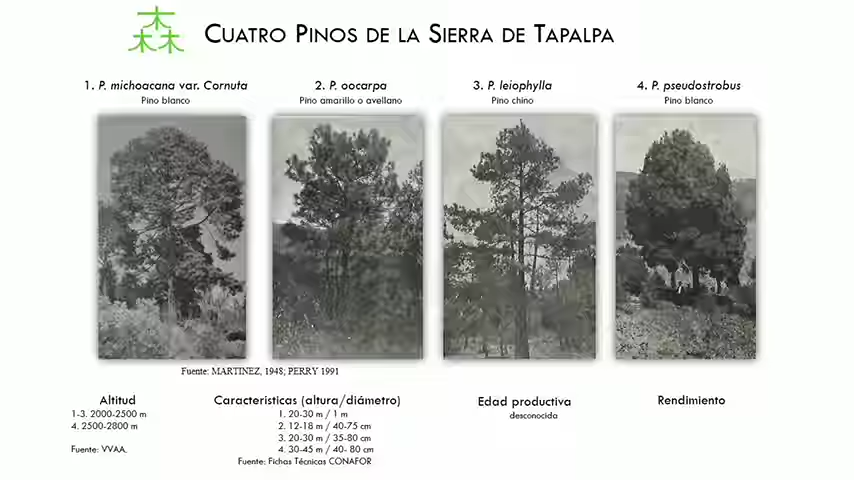 CUATRO PINOS DE LA SIERRA DE TAPALPA
1. P. michoacana var. Cornuta
Pino blanco
2. P. oocarpa
Pino amarillo o avellano
3. P. leiophylla
Pino chino
4. P. pseudostrobus
Pino blanco
Fuente: MARTINEZ, 1948; PERRY 1991
Altitud
1-3. 2000-2500 m
4. 2500-2800 m
Fuente: VVAA.
Características (altura/diámetro)
1. 20-30 m / 1 m
2. 12-18 m / 40-75 cm
3. 20-30 m / 35-80 cm
4. 30-45 m / 40- 80 cm
Fuente: Fichas Técnicas CONAFOR
Edad productiva
desconocida
Rendimiento